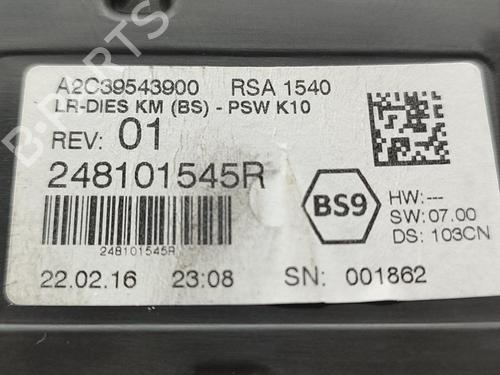 A2C39543900 RSA 1540
LR-DIES KM (BS) - PSW K10
REV: 01
248101545R
248101545R
BS9
HW: ---
SW: 07.00
DS: 103CN
22.02.16 23:08 SN: 001862
B-PARTS